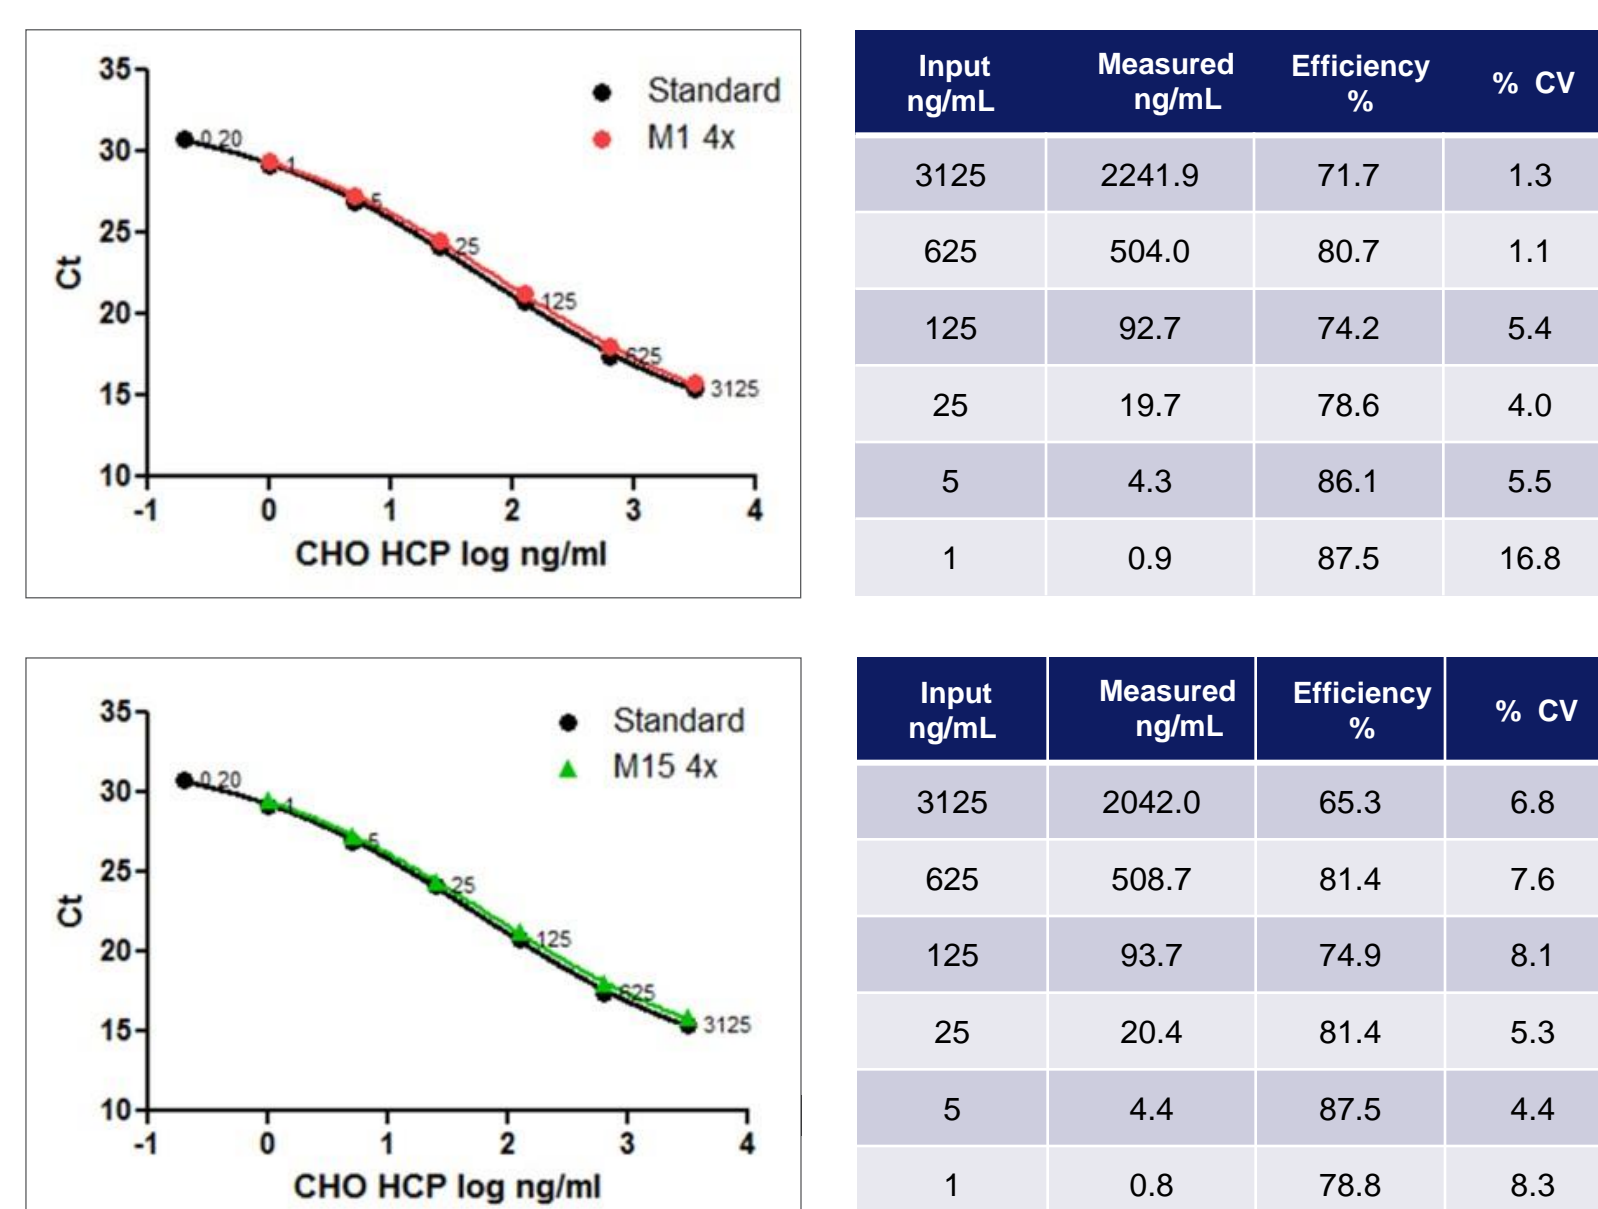 35
30
25
20
15
10
-1 0 1 2 3 4
Ct
CHO HCP log ng/ml
Standard
M1 4x
0.20
1
5
25
125
625
3125
Input ng/mL Measured ng/mL Efficiency % % CV
3125 2241.9 71.7 1.3
625 504.0 80.7 1.1
125 92.7 74.2 5.4
25 19.7 78.6 4.0
5 4.3 86.1 5.5
1 0.9 87.5 16.8
35
30
25
20
15
10
-1 0 1 2 3 4
Ct
CHO HCP log ng/ml
Standard
M15 4x
0.20
1
5
25
125
625
3125
Input ng/mL Measured ng/mL Efficiency % % CV
3125 2042.0 65.3 6.8
625 508.7 81.4 7.6
125 93.7 74.9 8.1
25 20.4 81.4 5.3
5 4.4 87.5 4.4
1 0.8 78.8 8.3